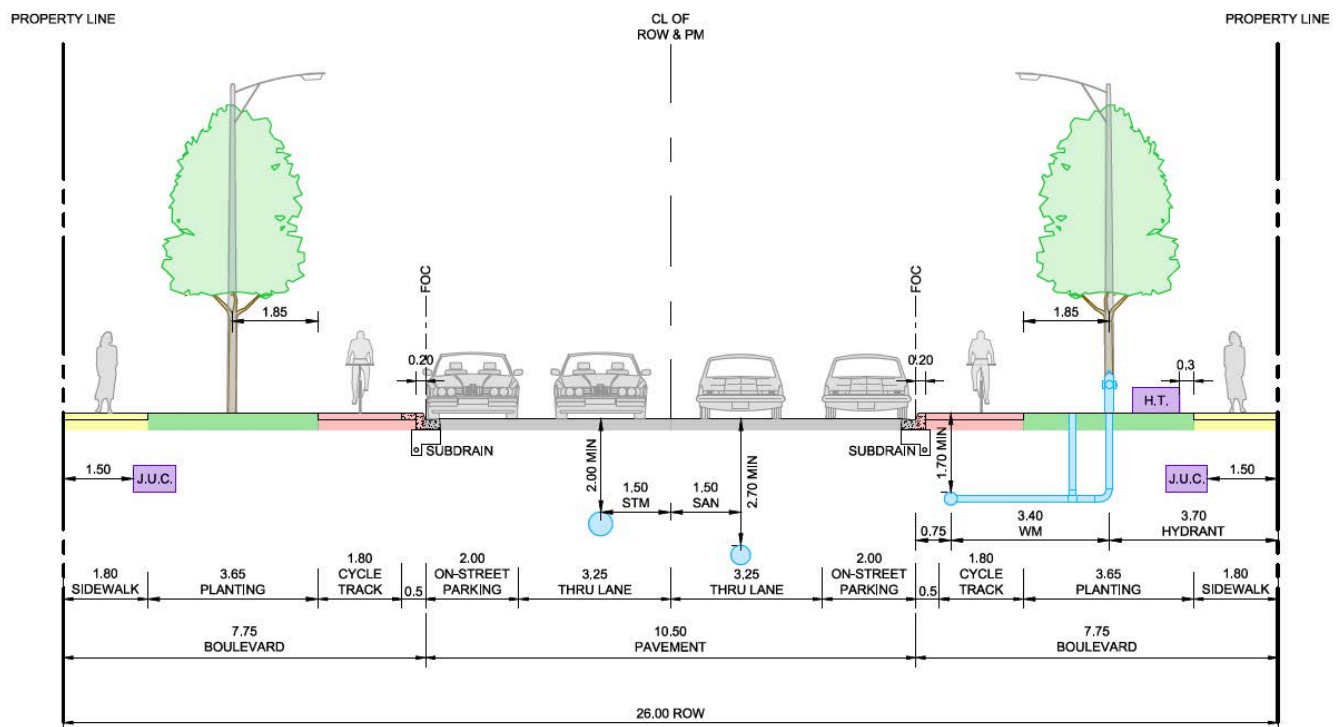 PROPERTY LINE
CL OF
ROW & PM
PROPERTY LINE
FOC
FOC
1.85
1.85
0.20
0.20
0.3
H.T.
SUBDRAIN
SUBDRAIN
2.00 MIN
2.70 MIN
1.70 MIN
1.50
J.U.C.
1.50
STM
1.50
SAN
J.U.C.
1.50
0.75
3.40
WM
3.70
HYDRANT
1.80
SIDEWALK
3.65
PLANTING
1.80
CYCLE
TRACK
0.5
2.00
ON-STREET
PARKING
3.25
THRU LANE
3.25
THRU LANE
2.00
ON-STREET
PARKING
0.5
1.80
CYCLE
TRACK
3.65
PLANTING
1.80
SIDEWALK
7.75
BOULEVARD
10.50
PAVEMENT
7.75
BOULEVARD
26.00 ROW